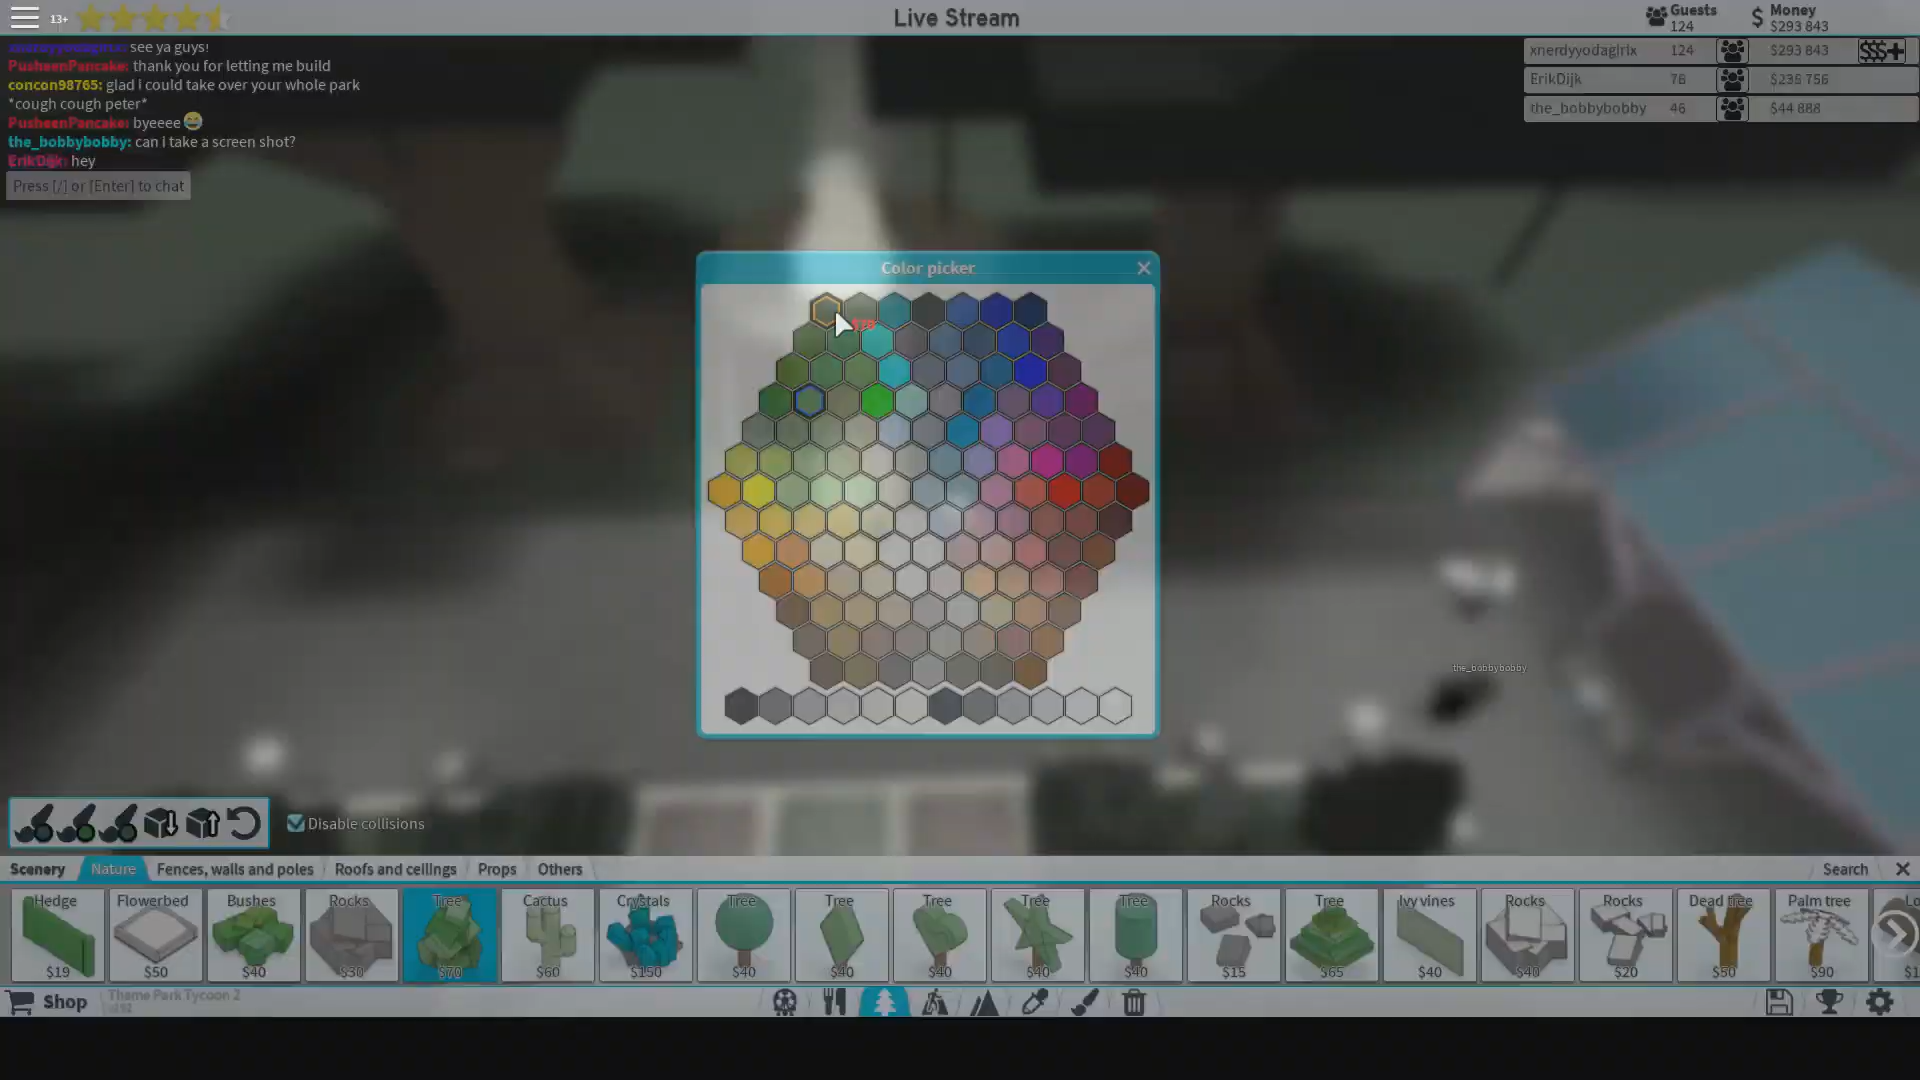 13+
Live Stream
Guests
124
$ Money
$293 843
see ya guys!
PusheenPancake: thank you for letting me build
concon98765: glad I could take over your whole park
*cough cough peter*
PusheenPancake: byeeee
the_bobbybobby: can i take a screen shot?
ErikDijk: hey
Press [/] or [Enter] to chat
124 $293 843 $$$+
ErikDijk 78
the_bobbybobby 46 $44 888
Color picker
the_bobbybobby
Disable collisions
Scenery Nature Fences, walls and poles Roofs and ceilings Props Others Search
Hedge Flowerbed Bushes Rocks Tree Cactus Crystals Tree Tree Tree Tree Tree Rocks Tree Ivy vines Rocks Rocks Dead tree Palm tree
$19 $50 $40 $30 $70 $60 $150 $40 $40 $40 $40 $40 $15 $65 $40 $40 $20 $50 $90
Shop Theme Park Tycoon 2